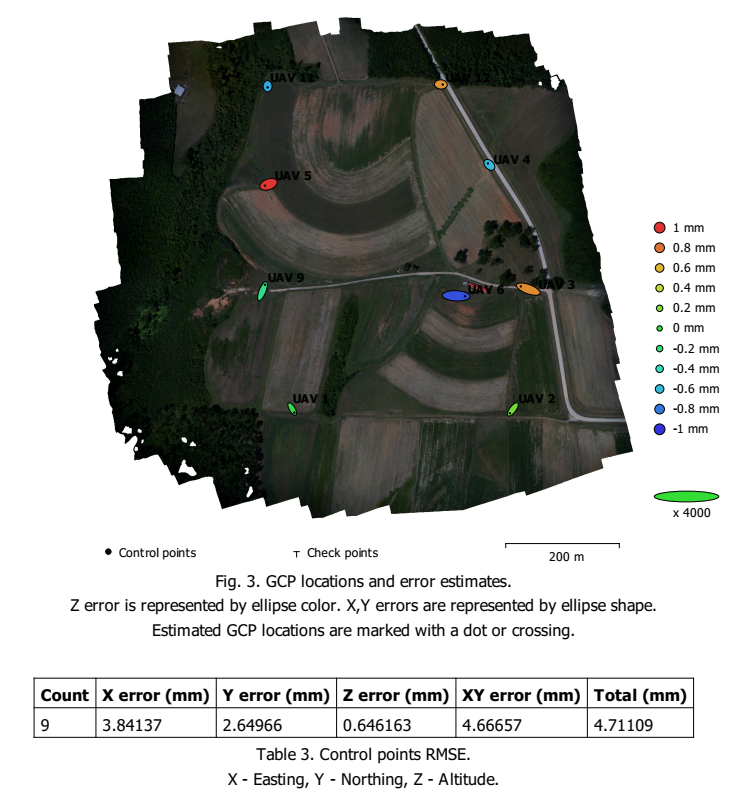 UAV 11
UAV 12
UAV 4
UAV 5
UAV 9
UAV 6
UAV 3
UAV 1
UAV 2
1 mm
0.8 mm
0.6 mm
0.4 mm
0.2 mm
0 mm
-0.2 mm
-0.4 mm
-0.6 mm
-0.8 mm
-1 mm
x 4000
Control points
Check points
200 m
Fig. 3. GCP locations and error estimates.
Z error is represented by ellipse color. X,Y errors are represented by ellipse shape.
Estimated GCP locations are marked with a dot or crossing.
Count X error (mm) Y error (mm) Z error (mm) XY error (mm) Total (mm)
9 3.84137 2.64966 0.646163 4.66657 4.71109
Table 3. Control points RMSE.
X - Easting, Y - Northing, Z - Altitude.